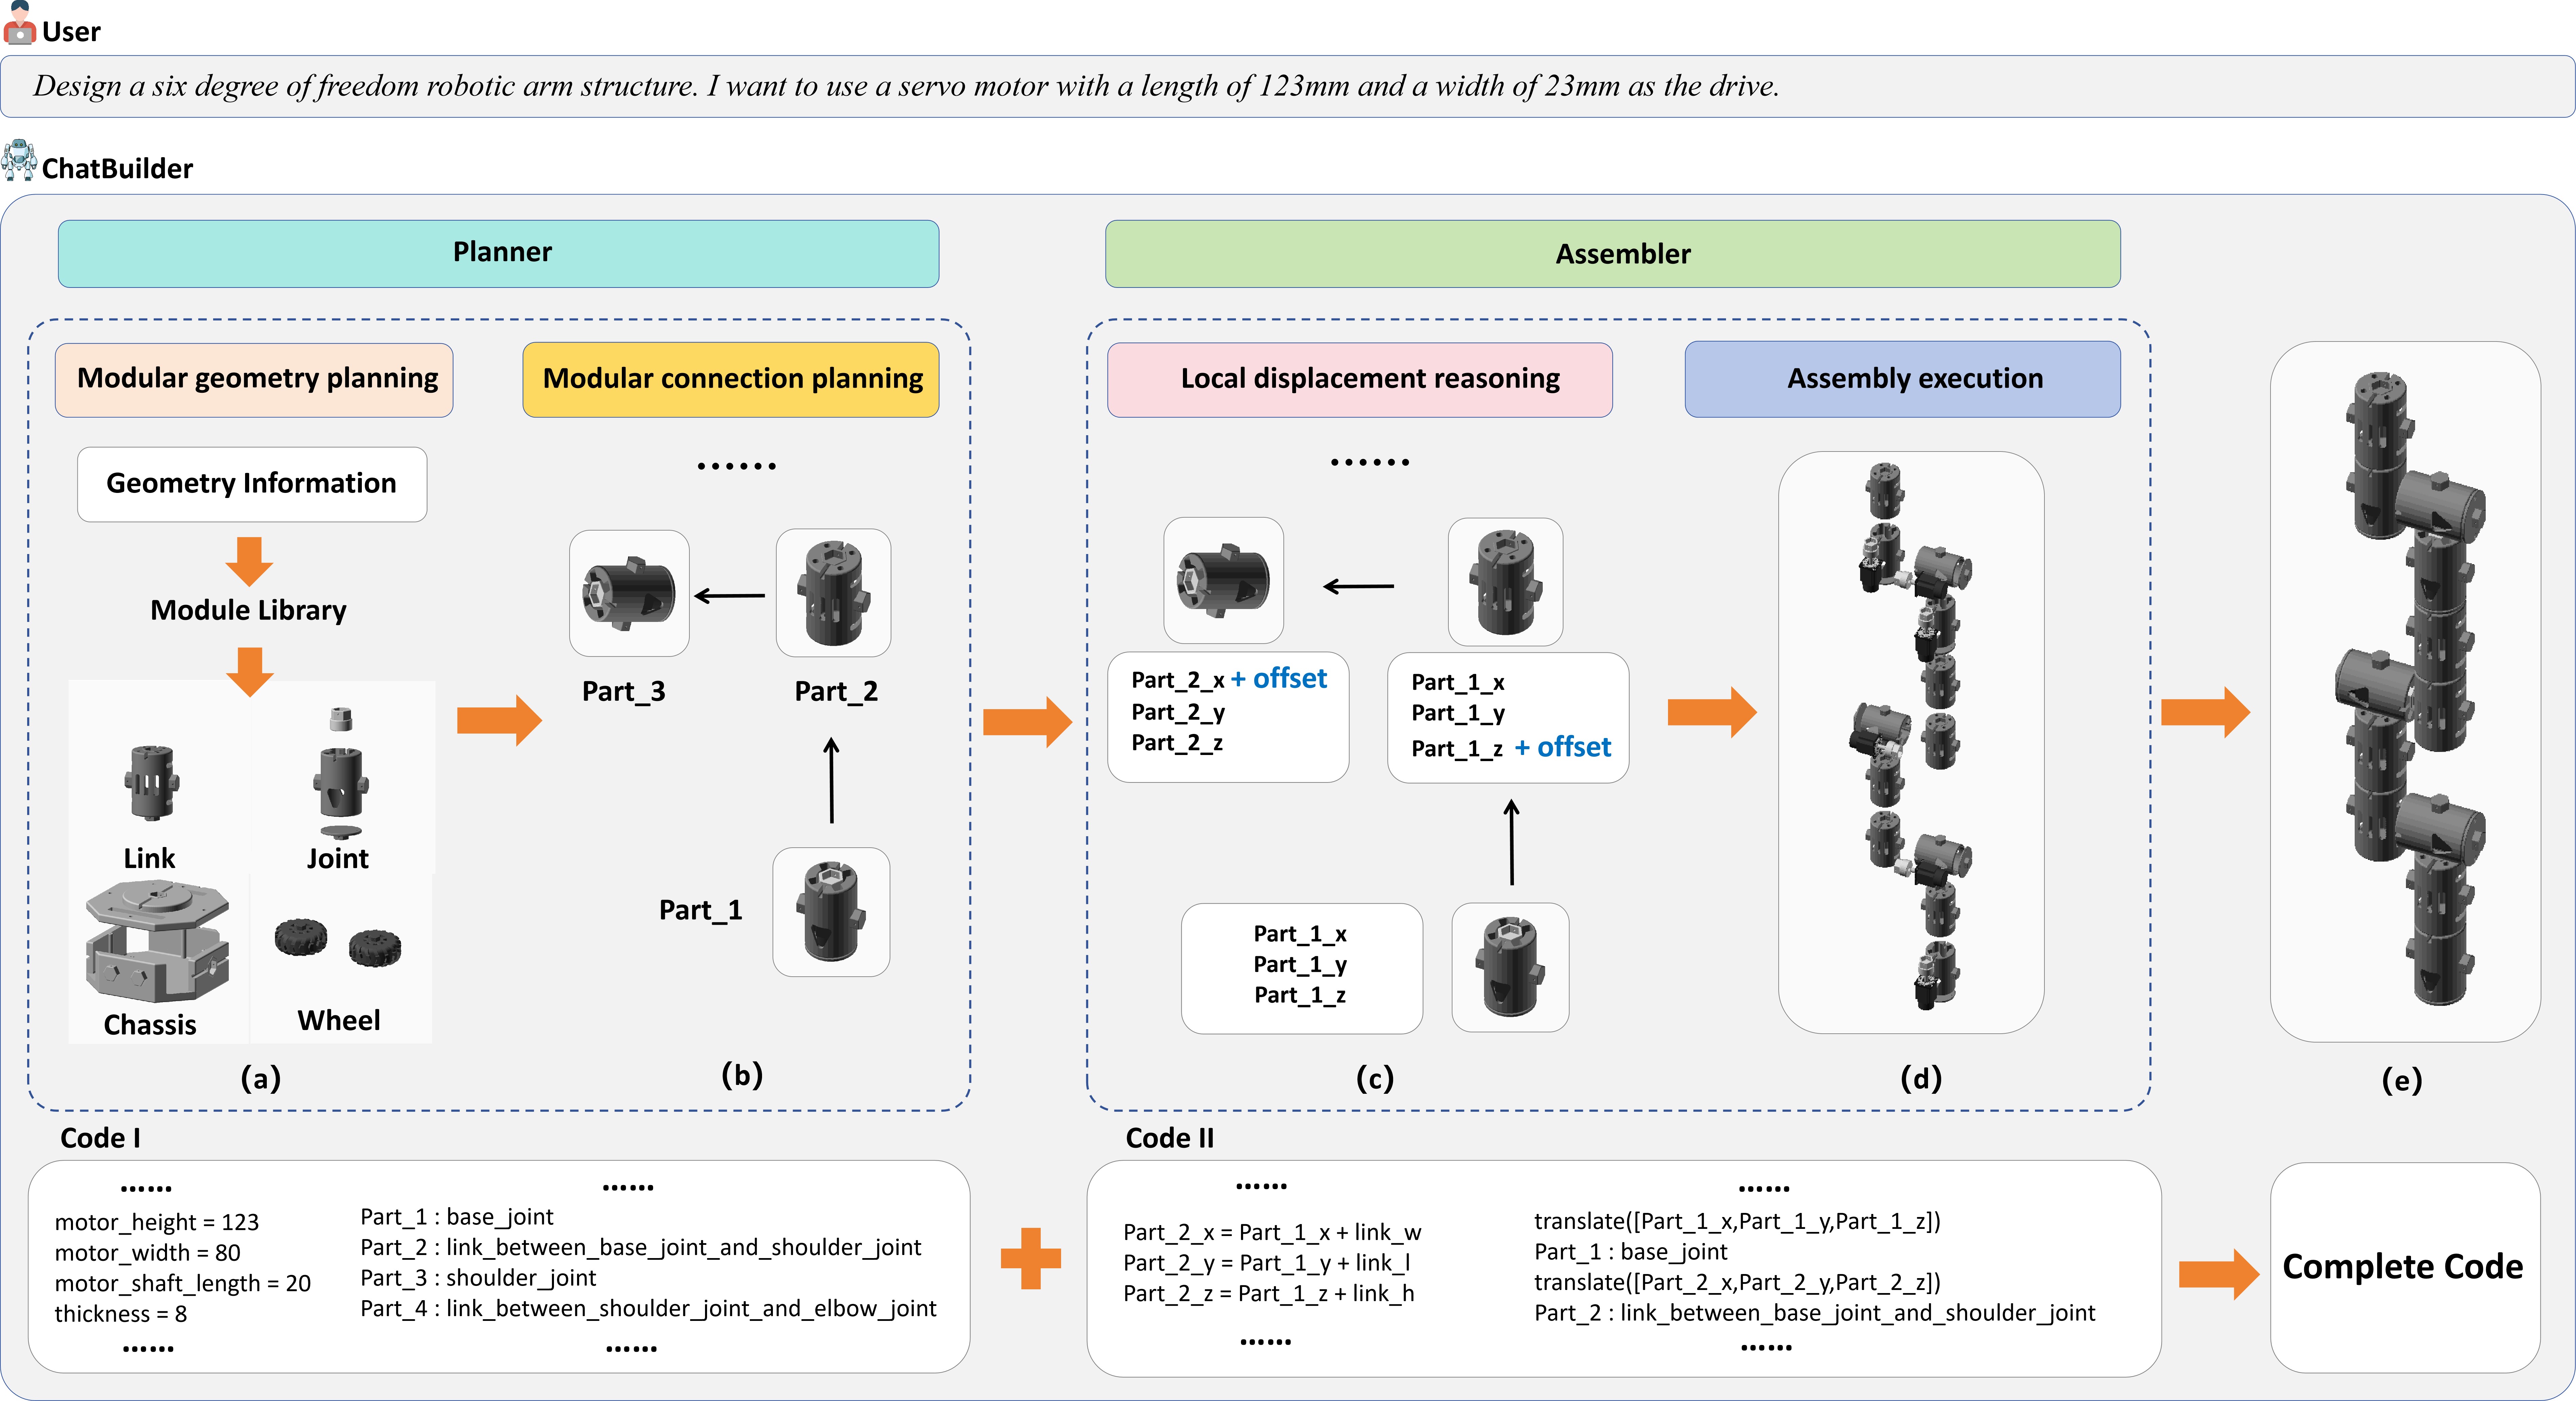 User
Design a six degree of freedom robotic arm structure. I want to use a servo motor with a length of 123mm and a width of 23mm as the drive.
ChatBuilder
Planner
Assembler
Modular geometry planning
Modular connection planning
Local displacement reasoning
Assembly execution
Geometry Information
Module Library
Link
Joint
Chassis
Wheel
(a)
......
Part_3
Part_2
Part_1
(b)
......
Part_2_x + offset
Part_2_y
Part_2_z
Part_1_x
Part_1_y
Part_1_z + offset
Part_1_x
Part_1_y
Part_1_z
(c)
(d)
(e)
Code I
......
motor_height = 123
motor_width = 80
motor_shaft_length = 20
thickness = 8
......
......
Part_1 : base_joint
Part_2 : link_between_base_joint_and_shoulder_joint
Part_3 : shoulder_joint
Part_4 : link_between_shoulder_joint_and_elbow_joint
......
Code II
......
Part_2_x = Part_1_x + link_w
Part_2_y = Part_1_y + link_l
Part_2_z = Part_1_z + link_h
......
......
translate([Part_1_x,Part_1_y,Part_1_z])
Part_1 : base_joint
translate([Part_2_x,Part_2_y,Part_2_z])
Part_2 : link_between_base_joint_and_shoulder_joint
......
Complete Code